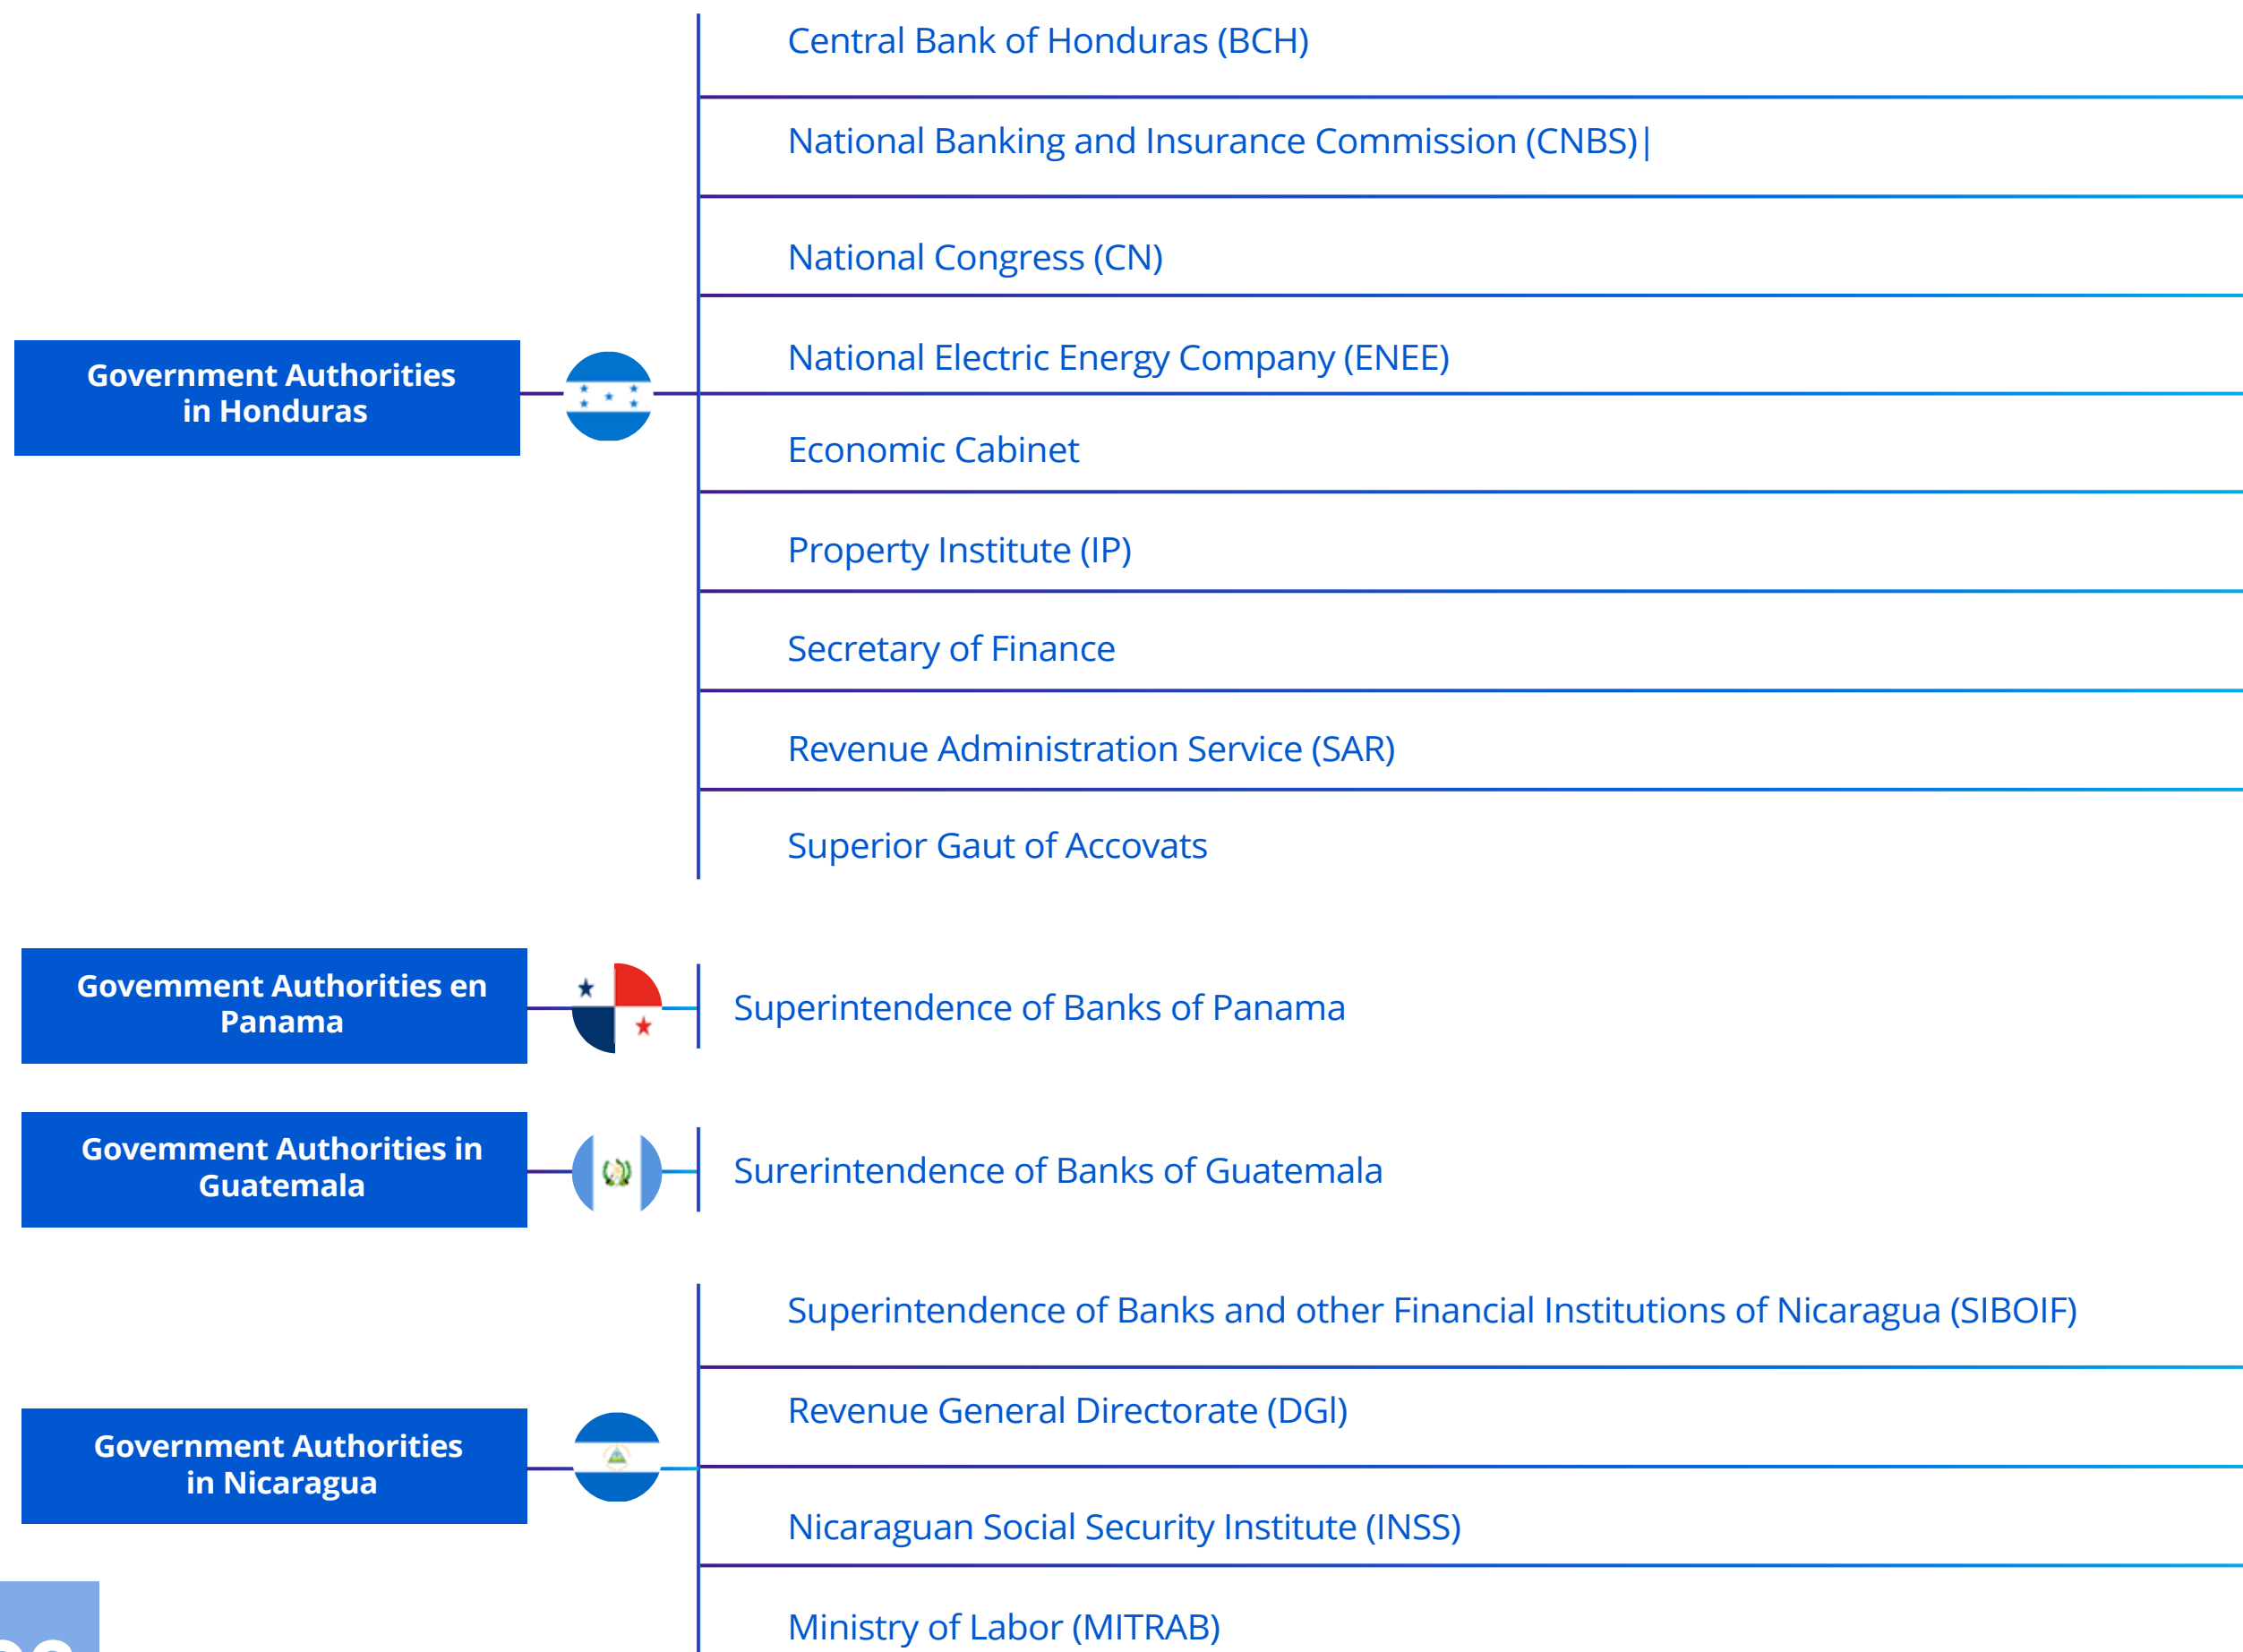 Central Bank of Honduras (BCH)
National Banking and Insurance Commission (CNBS)|
National Congress (CN)
National Electric Energy Company (ENEE)
Government Authorities
in Honduras
Economic Cabinet
Property Institute (IP)
Secretary of Finance
Revenue Administration Service (SAR)
Superior Gaut of Accovats
Govemment Authorities en
Panama
Superintendence of Banks of Panama
Govemment Authorities in
Guatemala
Surerintendence of Banks of Guatemala
Superintendence of Banks and other Financial Institutions of Nicaragua (SIBOIF)
Revenue General Directorate (DGl)
Government Authorities
in Nicaragua
Nicaraguan Social Security Institute (INSS)
Ministry of Labor (MITRAB)